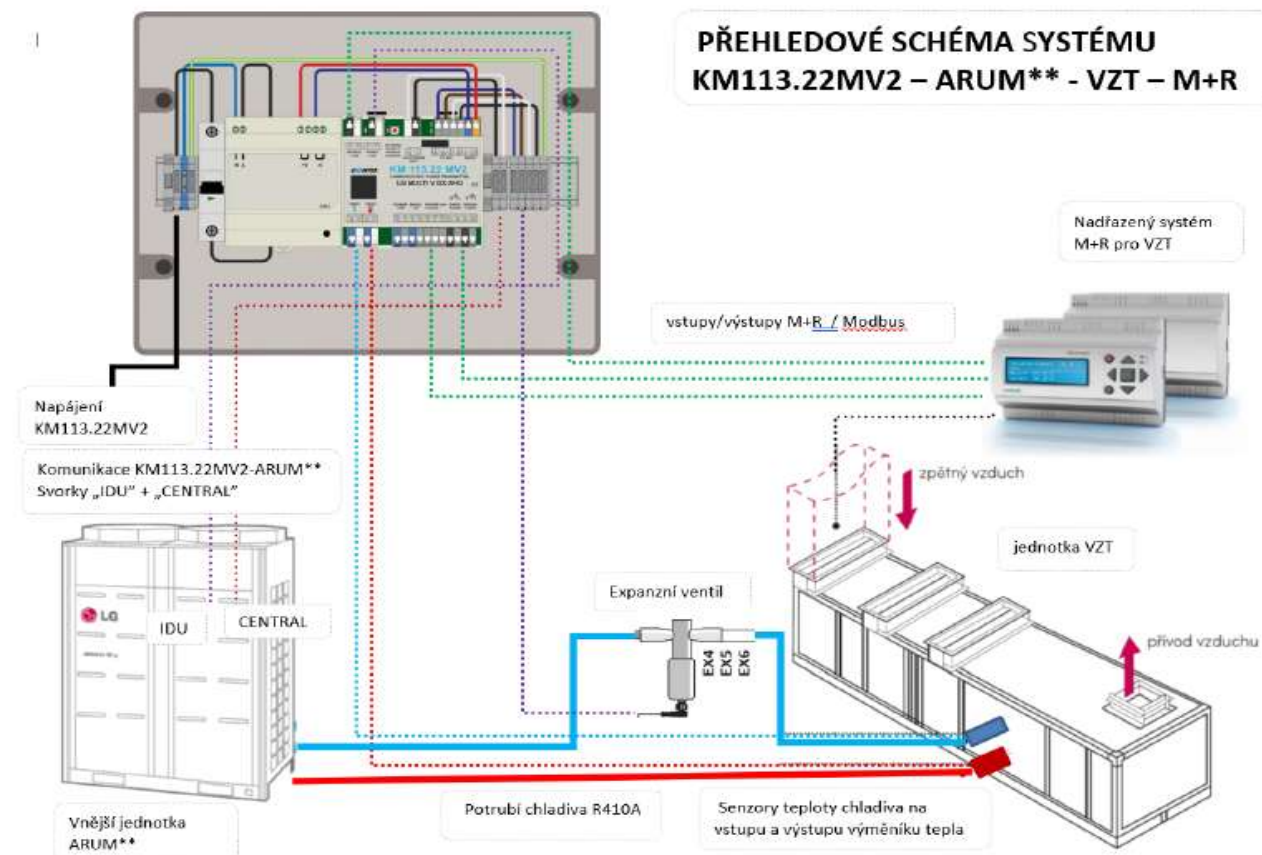 PŘEHLEDOVÉ SCHÉMA SYSTÉMU
KM113.22MV2 – ARUM** - VZT – M+R
KM 113.22 MV2
LG MULTI V
Nadřazený systém
M+R pro VZT
vstupy/výstupy M+R / Modbus
Napájení
KM113.22MV2
Komunikace KM113.22MV2-ARUM**
Svorky „IDU" + „CENTRAL"
zpětný vzduch
jednotka VZT
Expanzní ventil
LG
IDU
CENTRAL
EX4
EX5
EX6
přívod vzduchu
Potrubí chladiva R410A
Senzory teploty chladiva na
vstupu a výstupu výměníku tepla
Vnější jednotka
ARUM**